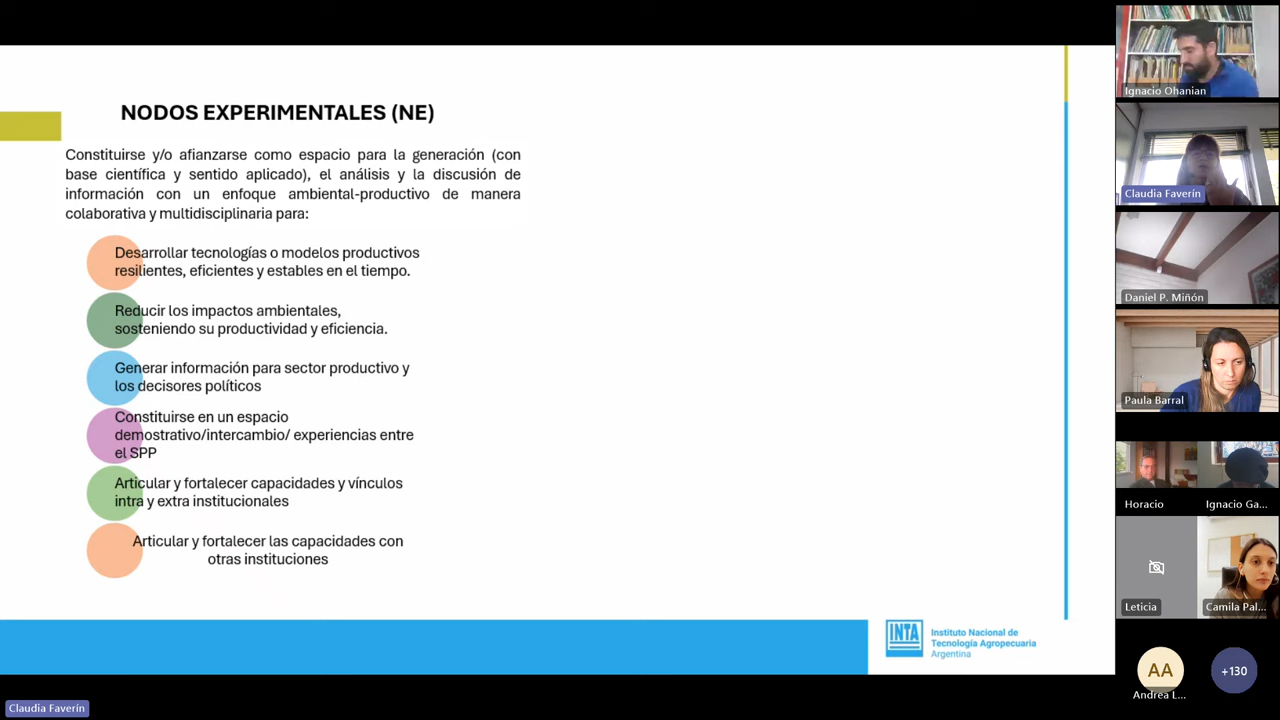 NODOS EXPERIMENTALES (NE)
Constituirse y/o afianzarse como espacio para la generación (con
base científica y sentido aplicado), el análisis y la discusión de
información con un enfoque ambiental-productivo de manera
colaborativa y multidisciplinaria para:
Desarrollar tecnologías o modelos productivos
resilientes, eficientes y estables en el tiempo.
Reducir los impactos ambientales,
sosteniendo su productividad y eficiencia.
Generar información para sector productivo y
los decisores políticos
Constituirse en un espacio
demostrativo/intercambio/ experiencias entre
el SPP
Articular y fortalecer capacidades y vínculos
intra y extra institucionales
Articular y fortalecer las capacidades con
otras instituciones
INTA
Instituto Nacional de
Tecnología Agropecuaria
Argentina
Claudia Faverín
Ignacio Ohanian
Claudia Faverín
Daniel P. Miñón
Paula Barral
Horacio
Ignacio Ga...
Leticia
Camila Pal...
AA
Andrea L...
+130